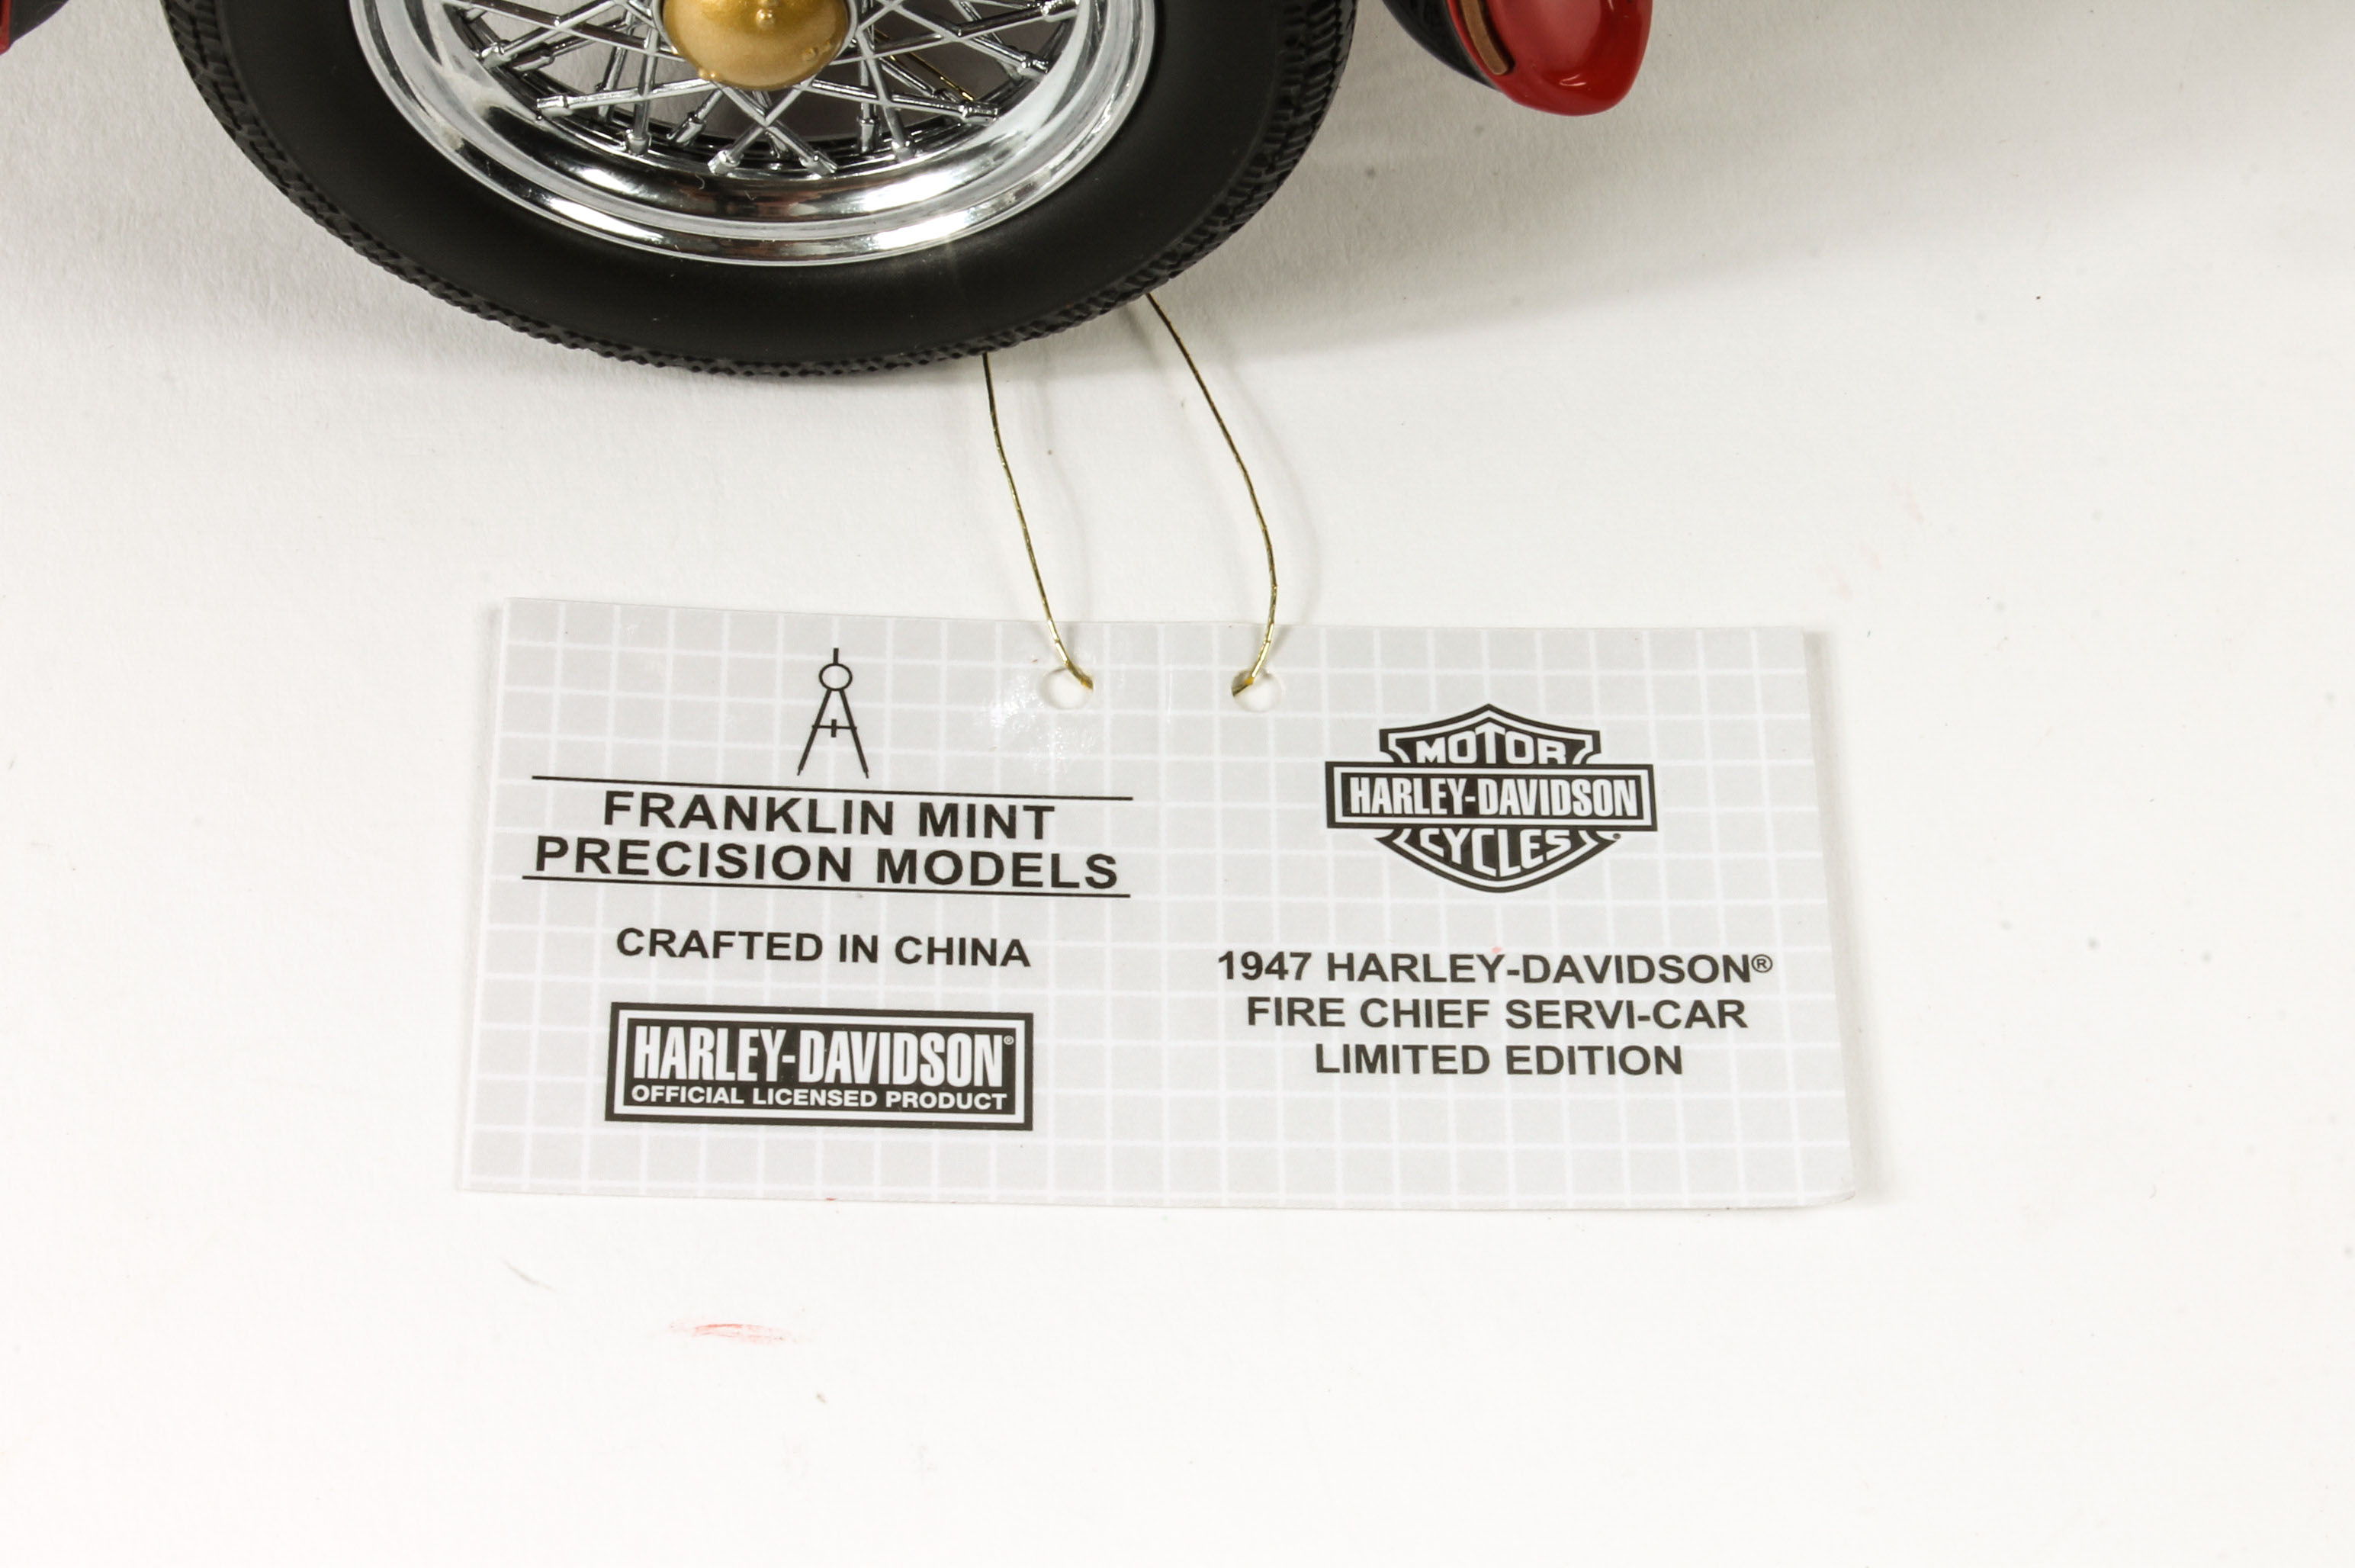 FRANKLIN MINT
PRECISION MODELS
CRAFTED IN CHINA
HARLEY-DAVIDSON®
OFFICIAL LICENSED PRODUCT
MOTOR
HARLEY-DAVIDSON
CYCLES
1947 HARLEY-DAVIDSON®
FIRE CHIEF SERVI-CAR
LIMITED EDITION